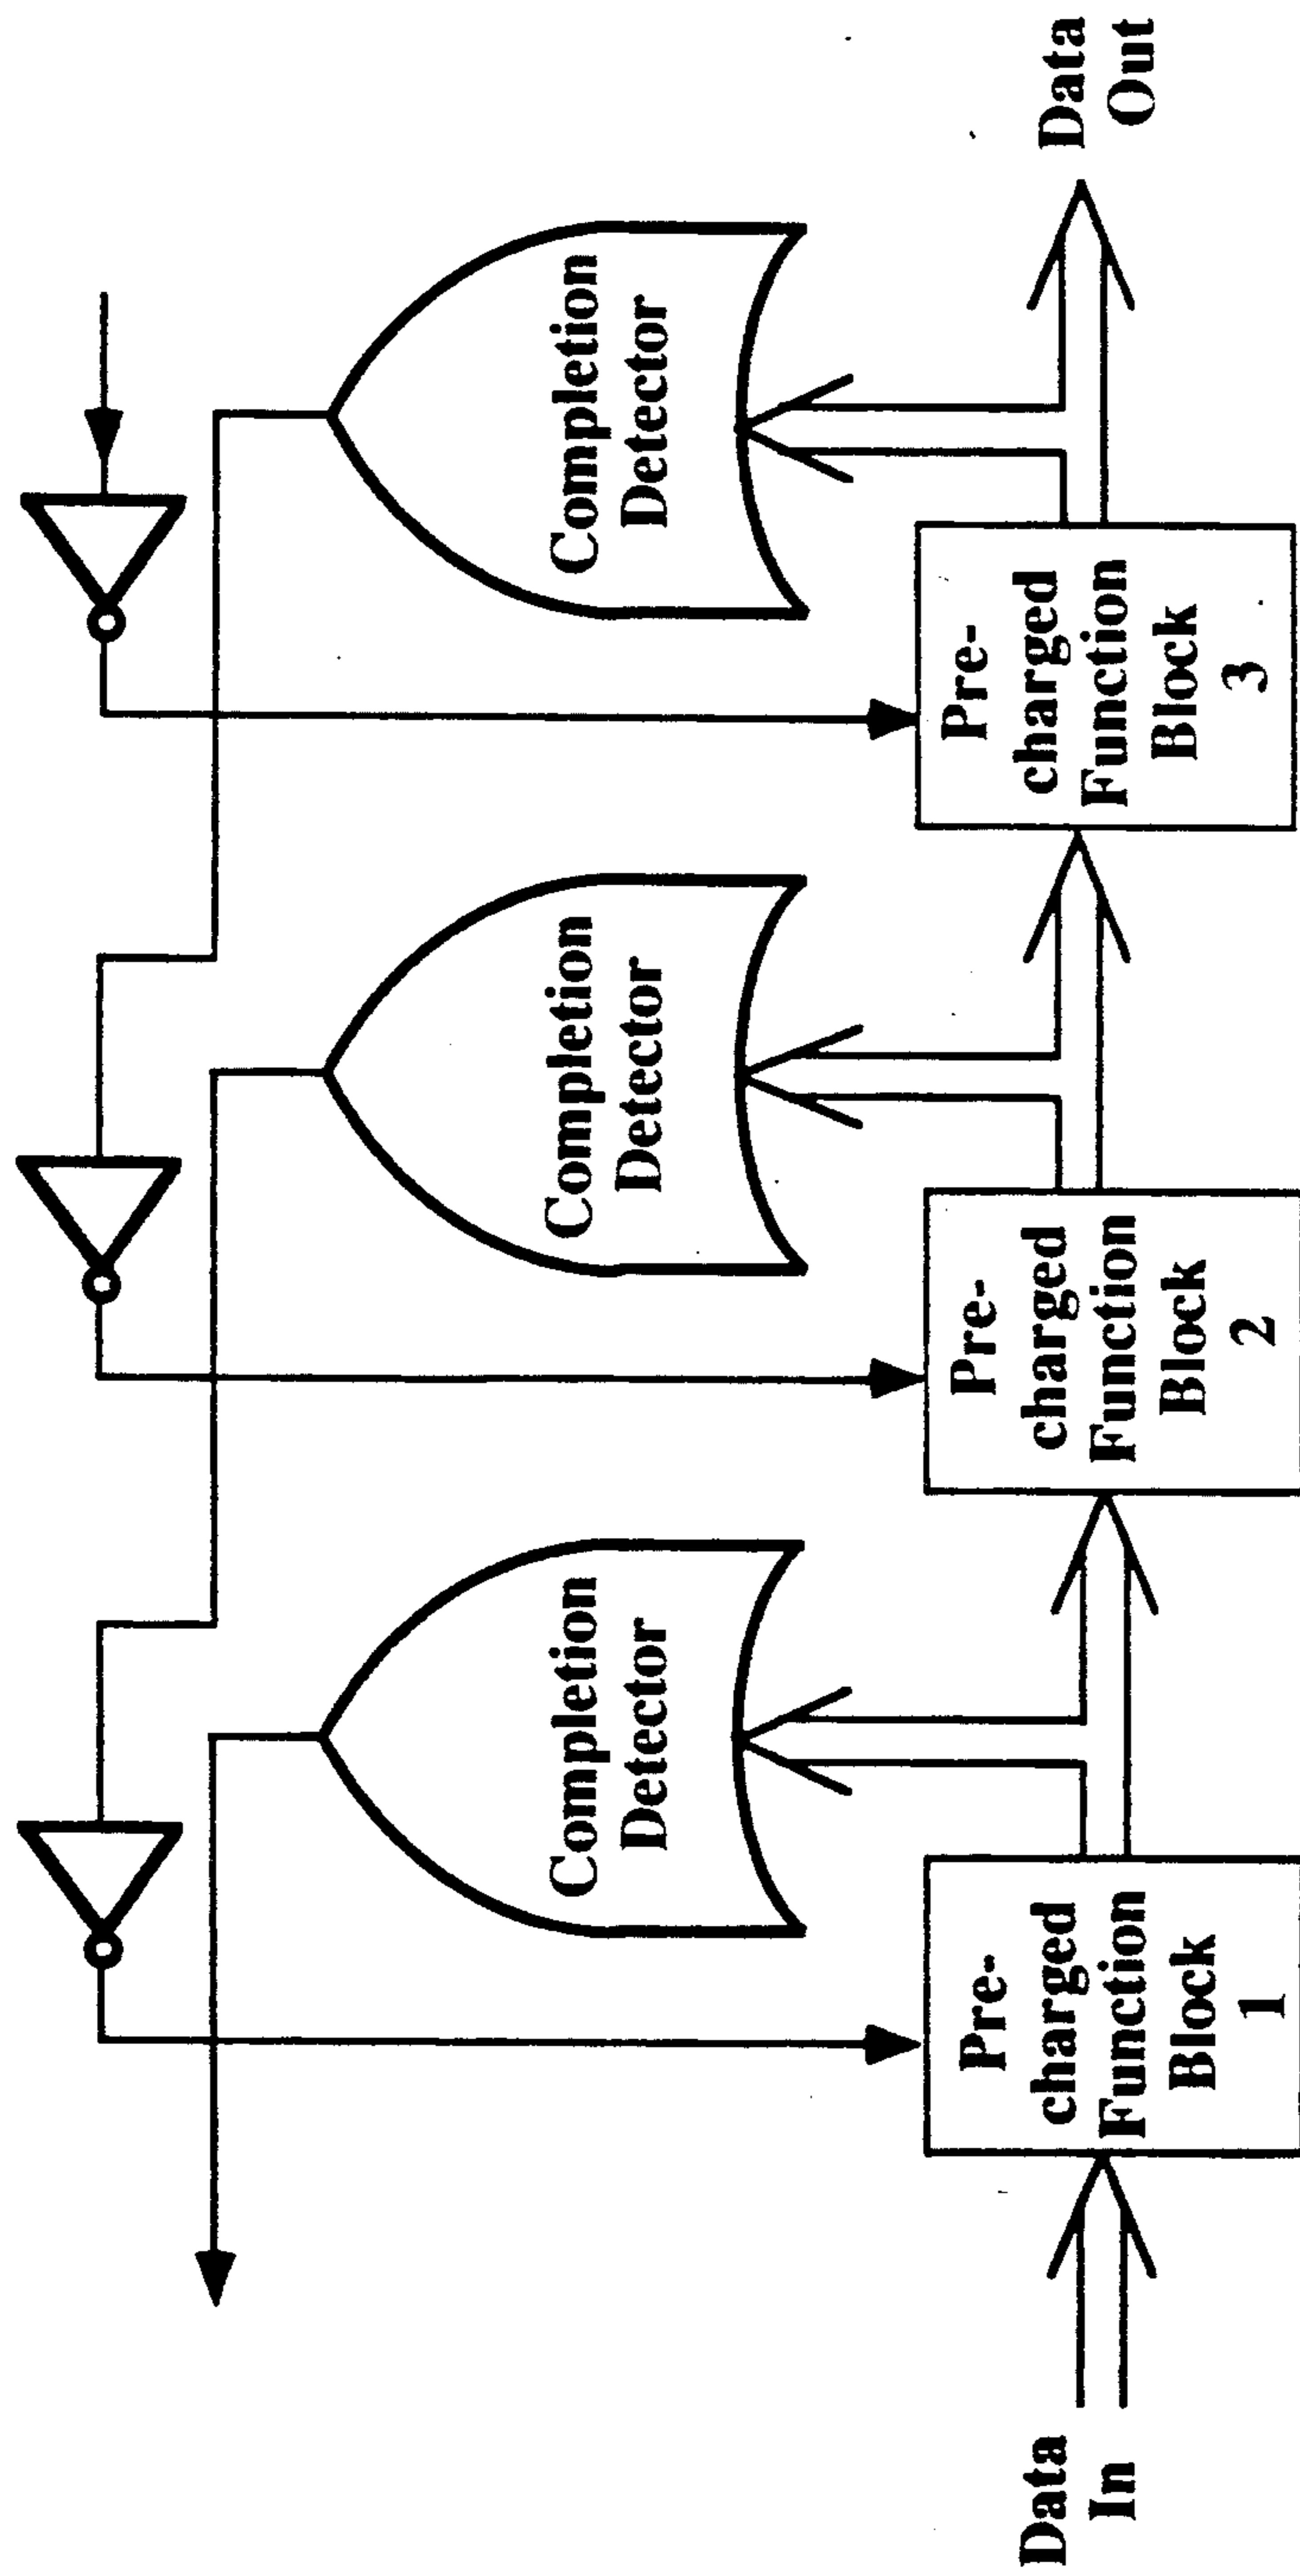 Completion
Detector
Completion
Detector
Completion
Detector
Data
In
Pre-
charged
Function
Block
1
Pre-
charged
Function
Block
2
Pre-
charged
Function
Block
3
Data
Out